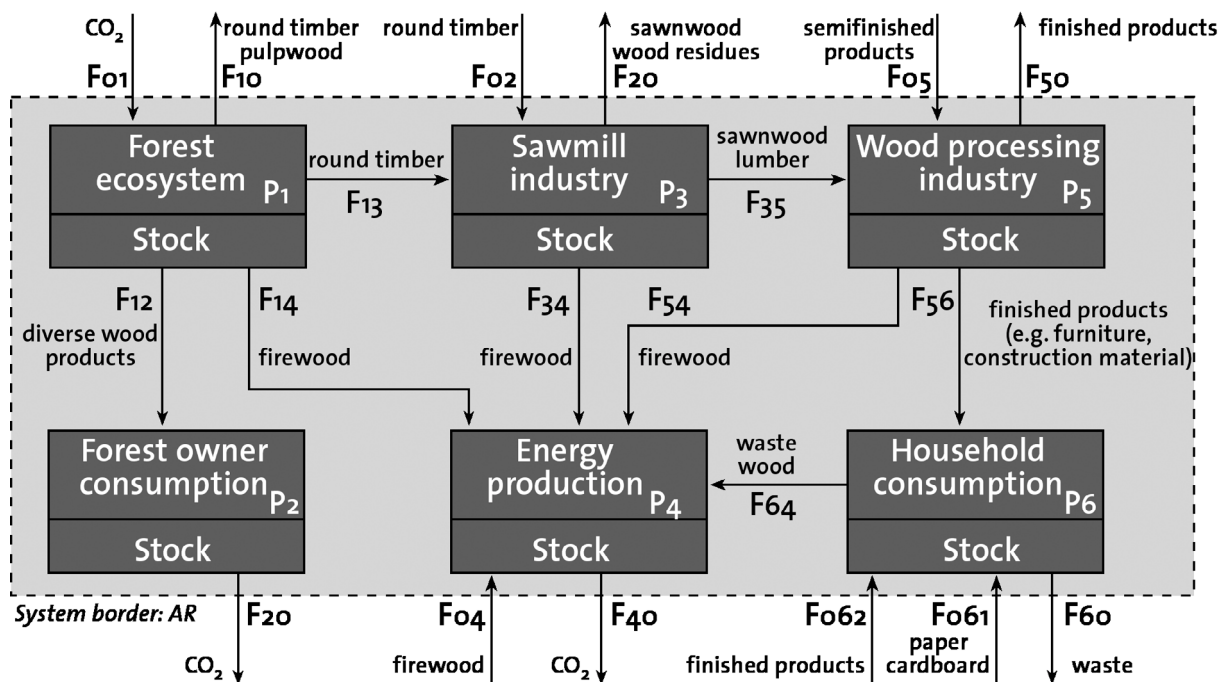 CO₂
round timber
pulpwood
round timber
sawnwood
wood residues
semifinished
products
finished products
F01
F10
F02
F20
F05
F50
Forest
ecosystem
P1
Stock
round timber
F13
Sawmill
industry
P3
Stock
sawnwood
lumber
F35
Wood processing
industry
P5
Stock
F12
diverse wood
products
F14
firewood
F34
firewood
F54
firewood
F56
finished products
(e.g. furniture,
construction material)
Forest owner
consumption
P2
Stock
Energy
production
P4
Stock
waste
wood
F64
Household
consumption
P6
Stock
System border: AR
F20
CO₂
F04
firewood
F40
CO₂
F062
finished products
F061
paper
cardboard
F60
waste